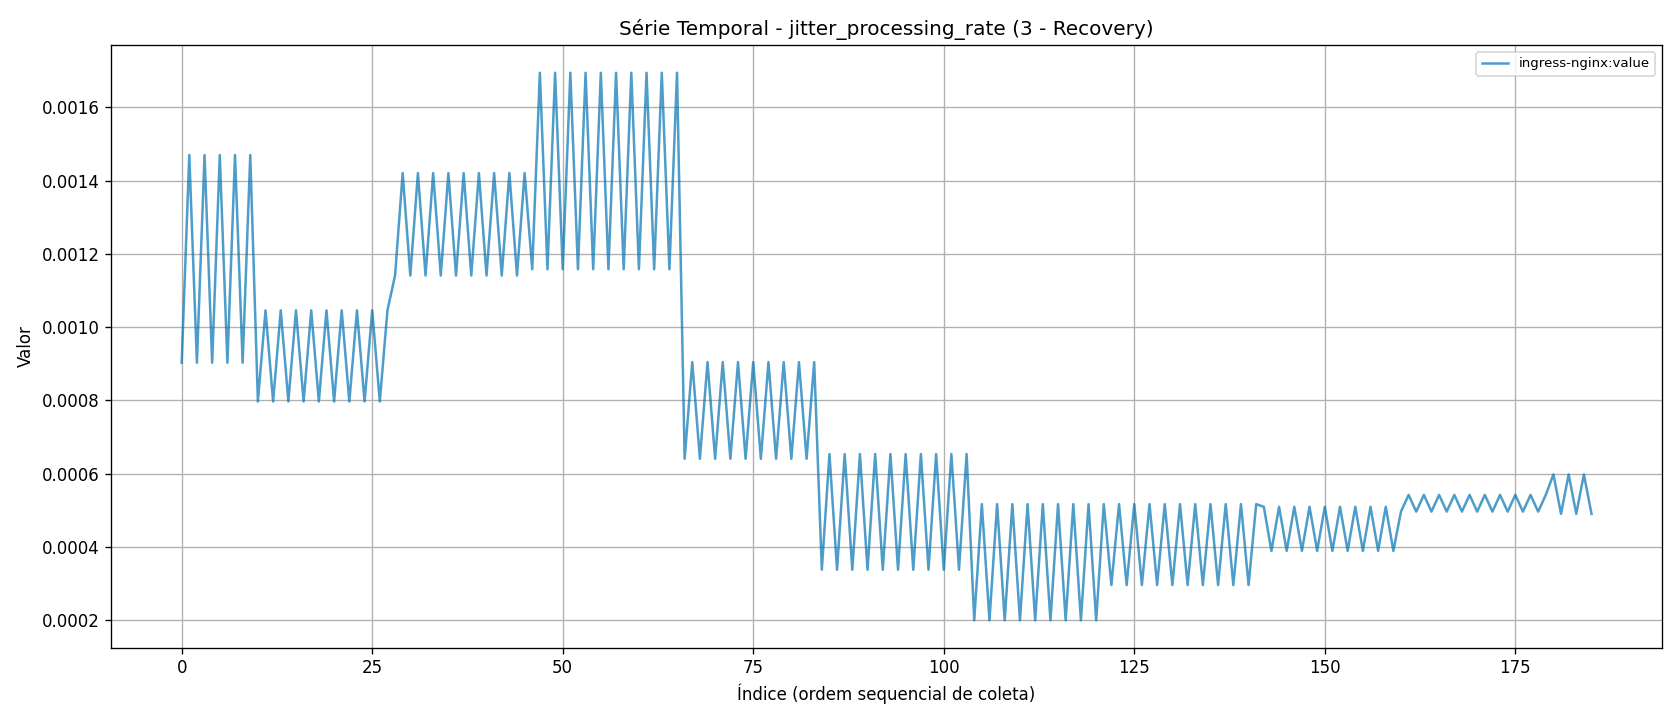 Série Temporal - jitter_processing_rate (3 - Recovery)
ingress-nginx:value
Valor
0.0016
0.0014
0.0012
0.0010
0.0008
0.0006
0.0004
0.0002
0 25 50 75 100 125 150 175
Índice (ordem sequencial de coleta)